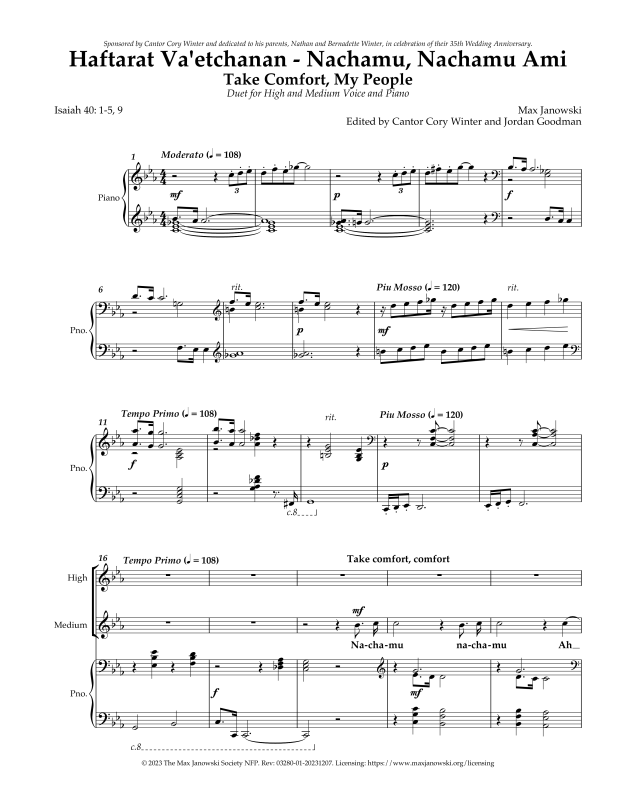 Sponsored by Cantor Cory Winter and dedicated to his parents, Nathan and Bernadette Winter, in celebration of their 35th Wedding Anniversary.
Haftarat Va'etchanan - Nachamu, Nachamu Ami
Take Comfort, My People
Duet for High and Medium Voice and Piano
Isaiah 40: 1-5, 9
Max Janowski
Edited by Cantor Cory Winter and Jordan Goodman
1
Moderato (♩ = 108)
Piano
mf
3
p
3
f
6
rit.
Piu Mosso (♩ = 120)
rit.
Pno.
p
mf
11
Tempo Primo (♩ = 108)
rit.
Piu Mosso (♩ = 120)
Pno.
f
p
c.8
16
Tempo Primo (♩ = 108)
Take comfort, comfort
High
mf
Medium
Na-cha-mu na-cha-mu Ah
Pno.
f
mf
c.8
© 2023 The Max Janowski Society NFP. Rev: 03280-01-20231207. Licensing: https://www.maxjanowski.org/licensing